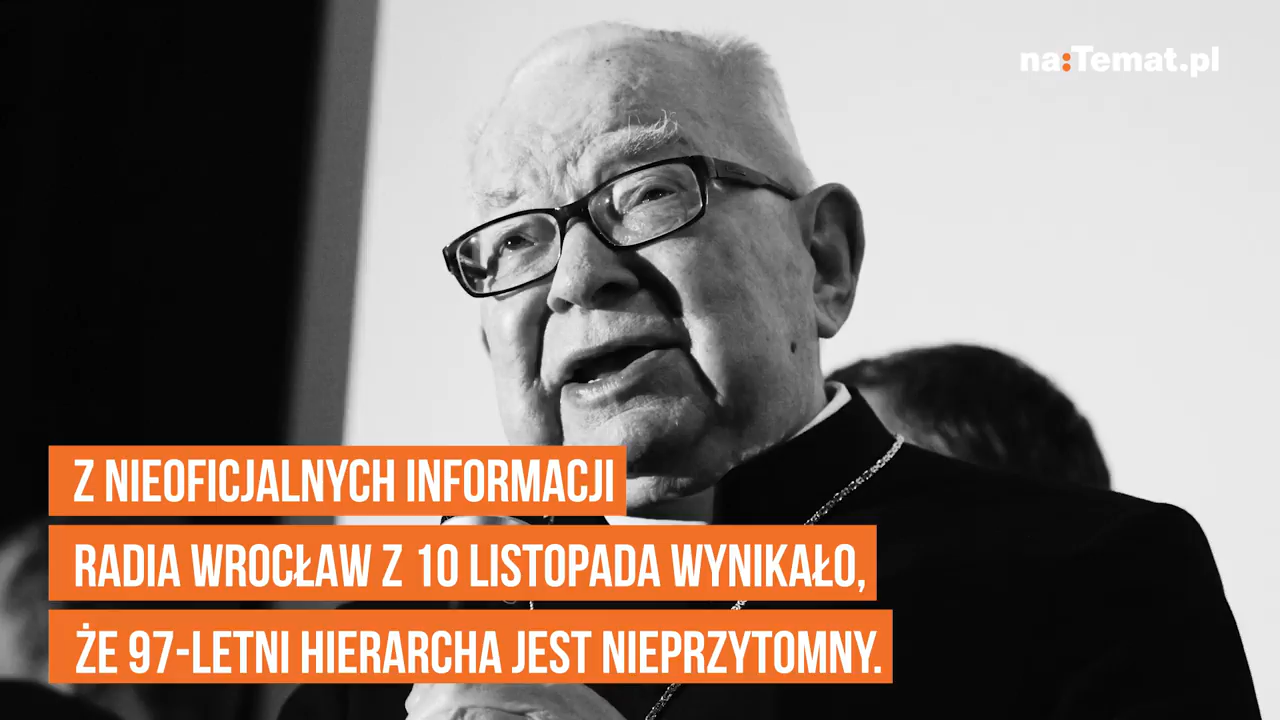 na:Temat.pl
Z NIEOFICJALNYCH INFORMACJI
RADIA WROCŁAW Z 10 LISTOPADA WYNIKAŁO,
ŻE 97-LETNI HIERARCHA JEST NIEPRZYTOMNY.